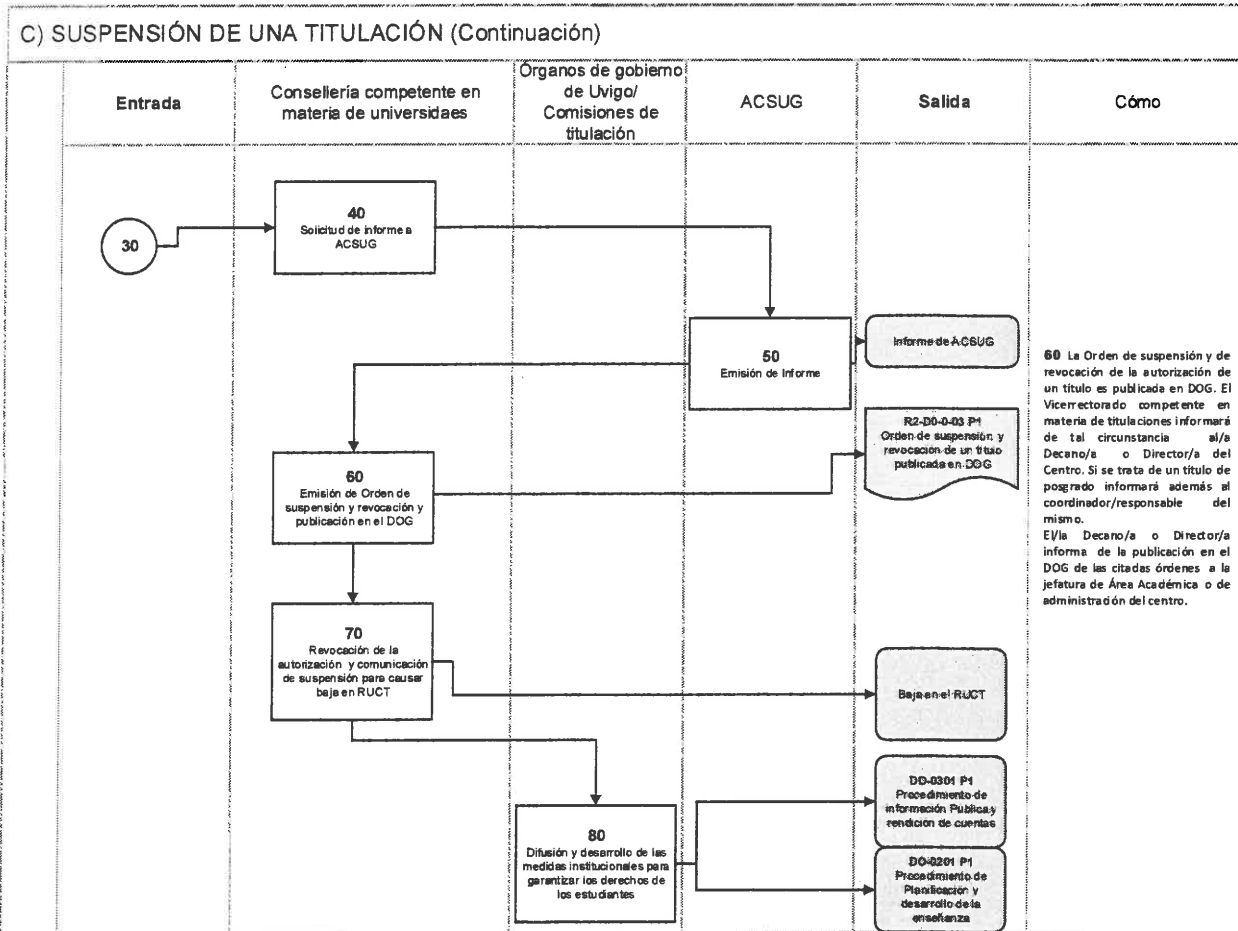 C) SUSPENSIÓN DE UNA TITULACIÓN (Continuación)
Entrada
Consellería competente en
materia de universidaes
Órganos de gobierno
de Uvigo/
Comisiones de
titulación
ACSUG
Salida
Cómo
30
40
Solicitud de informe a
ACSUG
50
Emisión de Informe
Informe de ACSUG
R2-D0-0-03 P1
Orden de suspensión y
revocación de un título
publicada en DOG
60
Emisión de Orden de
suspensión y revocación y
publicación en el DOG
60 La Orden de suspensión y de
revocación de la autorización de
un título es publicada en DOG. El
Vicerrectorado competente en
materia de titulaciones informará
de tal circunstancia al/a
Decano/a o Director/a del
Centro. Si se trata de un título de
posgrado informará además al
coordinador/responsable del
mismo.
El/la Decano/a o Director/a
informa de la publicación en el
DOG de las citadas órdenes a la
jefatura de Área Académica o de
administración del centro.
70
Revocación de la
autorización y comunicación
de suspensión para causar
baja en RUCT
Baja en el RUCT
80
Difusión y desarrollo de las
medidas institucionales para
garantizar los derechos de
los estudiantes
DO-0301 P1
Procedimiento de
información Publica y
rendición de cuentas
DO-0201 P1
Procedimiento de
Planificación y
desarrollo de la
enseñanza